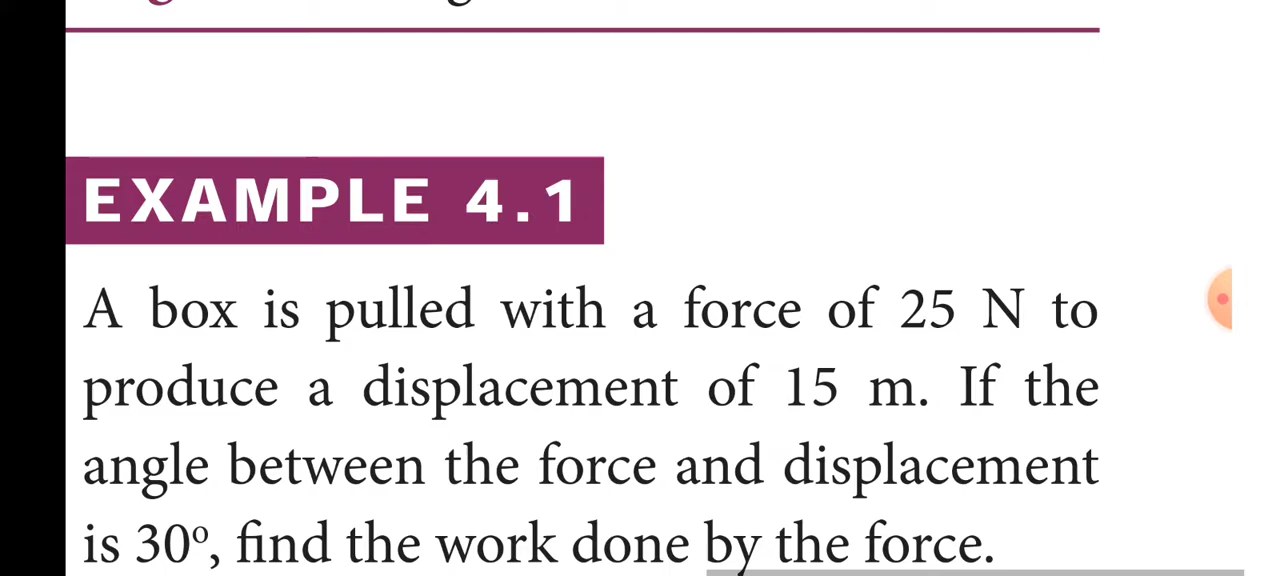 EXAMPLE 4.1
A box is pulled with a force of 25 N to
produce a displacement of 15 m. If the
angle between the force and displacement
is 30º, find the work done by the force.